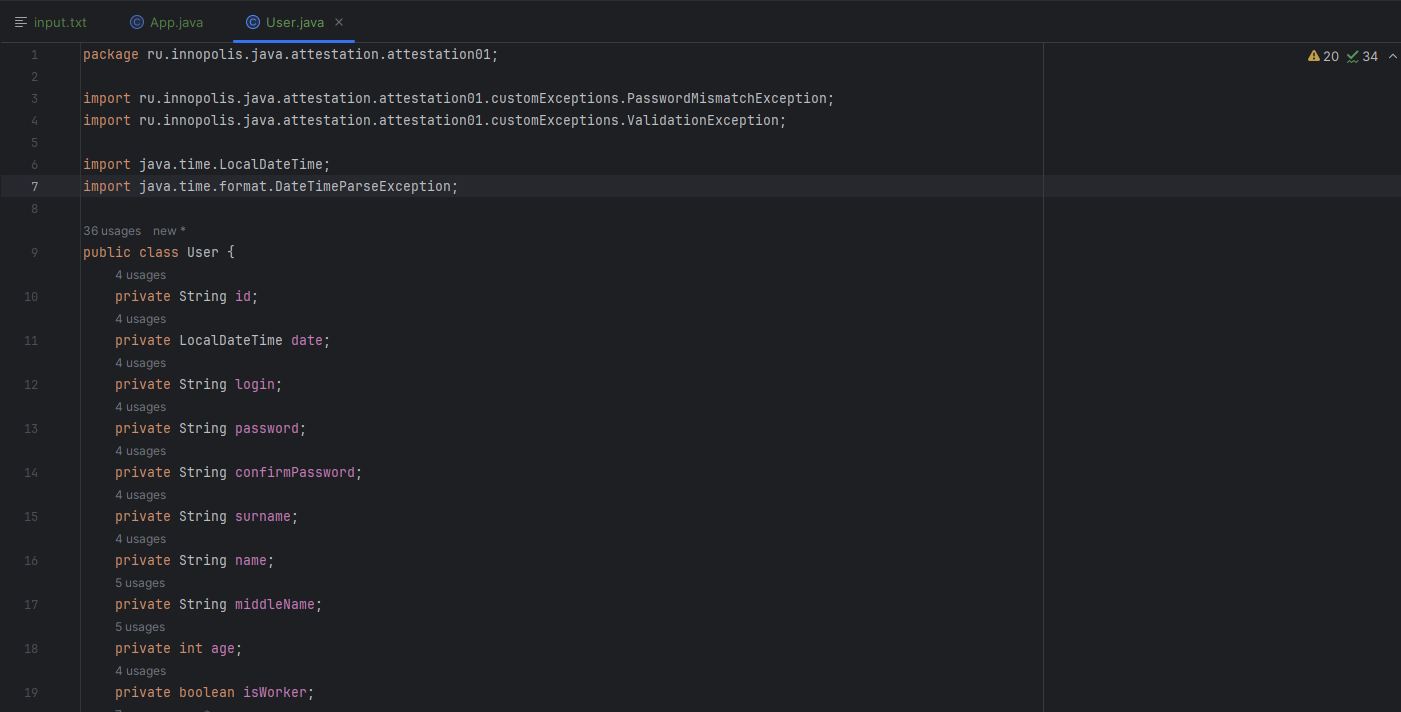 input.txt App.java User.java
20 34
1 package ru.innopolis.java.attestation.attestation01;
2
3 import ru.innopolis.java.attestation.attestation01.customExceptions.PasswordMismatchException;
4 import ru.innopolis.java.attestation.attestation01.customExceptions.ValidationException;
5
6 import java.time.LocalDateTime;
7 import java.time.format.DateTimeParseException;
8
36 usages new *
9 public class User {
4 usages
10 private String id;
4 usages
11 private LocalDateTime date;
4 usages
12 private String login;
4 usages
13 private String password;
4 usages
14 private String confirmPassword;
4 usages
15 private String surname;
4 usages
16 private String name;
5 usages
17 private String middleName;
5 usages
18 private int age;
4 usages
19 private boolean isWorker;